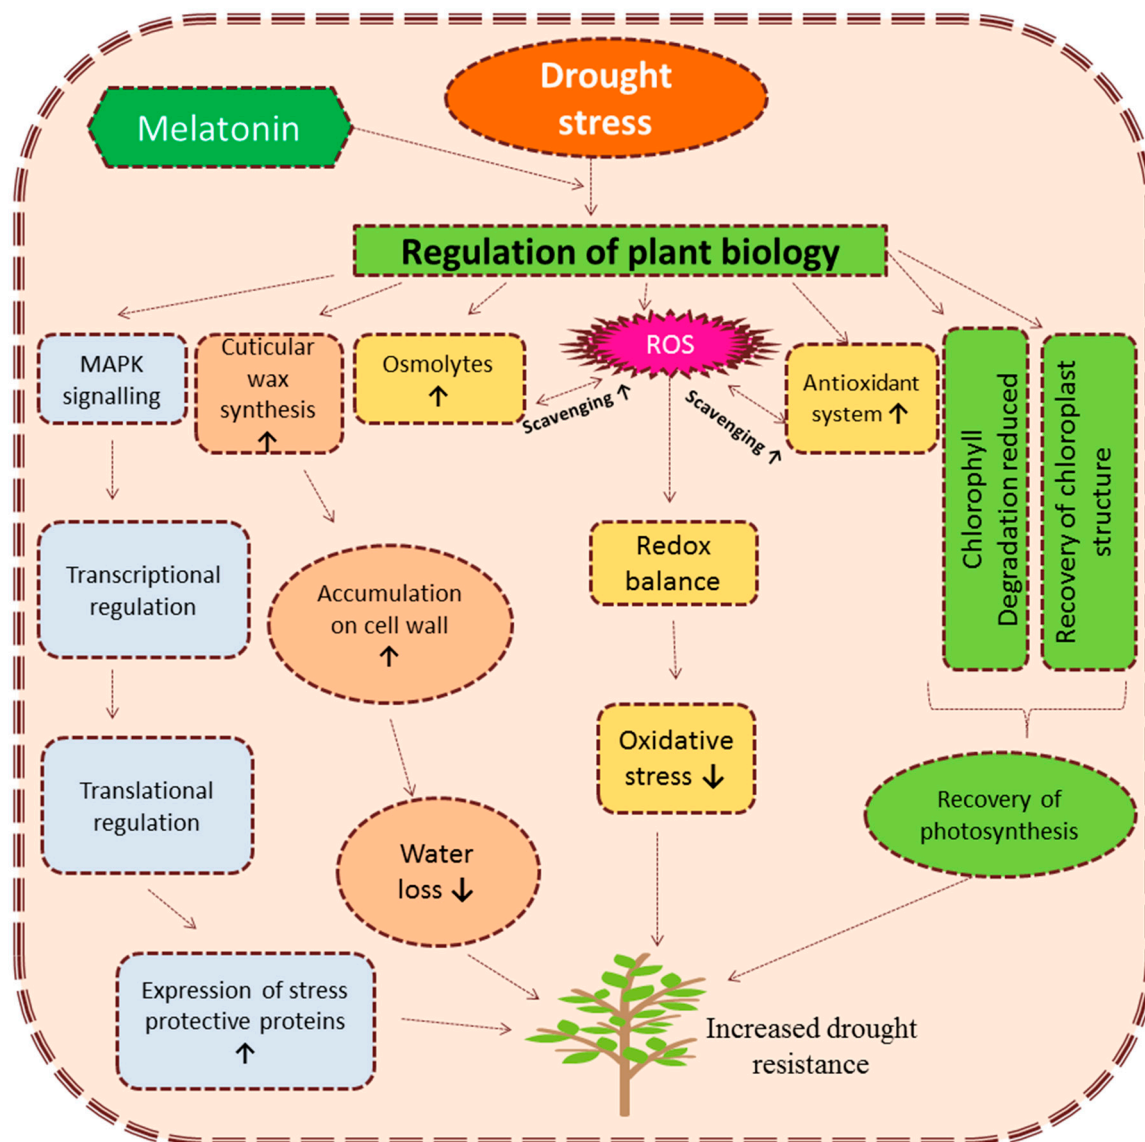 Drought
stress
Melatonin
Regulation of plant biology
MAPK
signalling
Cuticular
wax
synthesis
↑
Osmolytes
↑
ROS
Scavenging ↑
Scavenging ↑
Antioxidant
system ↑
Chlorophyll
Degradation reduced
Recovery of chloroplast
structure
Transcriptional
regulation
Accumulation
on cell wall
↑
Redox
balance
Translational
regulation
Water
loss ↓
Oxidative
stress ↓
Recovery of
photosynthesis
Expression of stress
protective proteins
↑
Increased drought
resistance